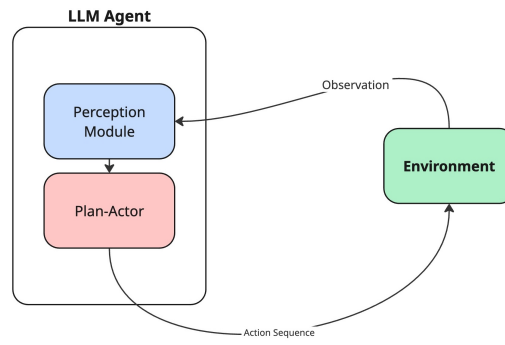 LLM Agent
Perception
Module
Observation
Environment
Plan-Actor
Action Sequence